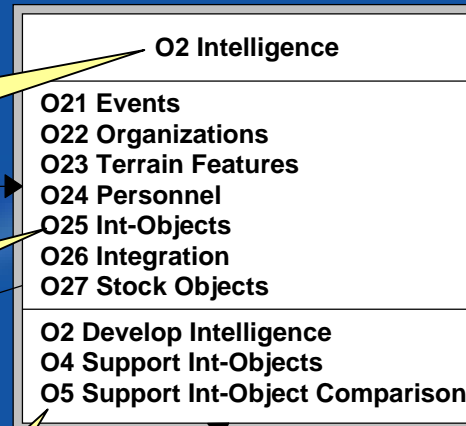 O2 Intelligence
O21 Events
O22 Organizations
O23 Terrain Features
O24 Personnel
O25 Int-Objects
O26 Integration
O27 Stock Objects
O2 Develop Intelligence
O4 Support Int-Objects
O5 Support Int-Object Comparison